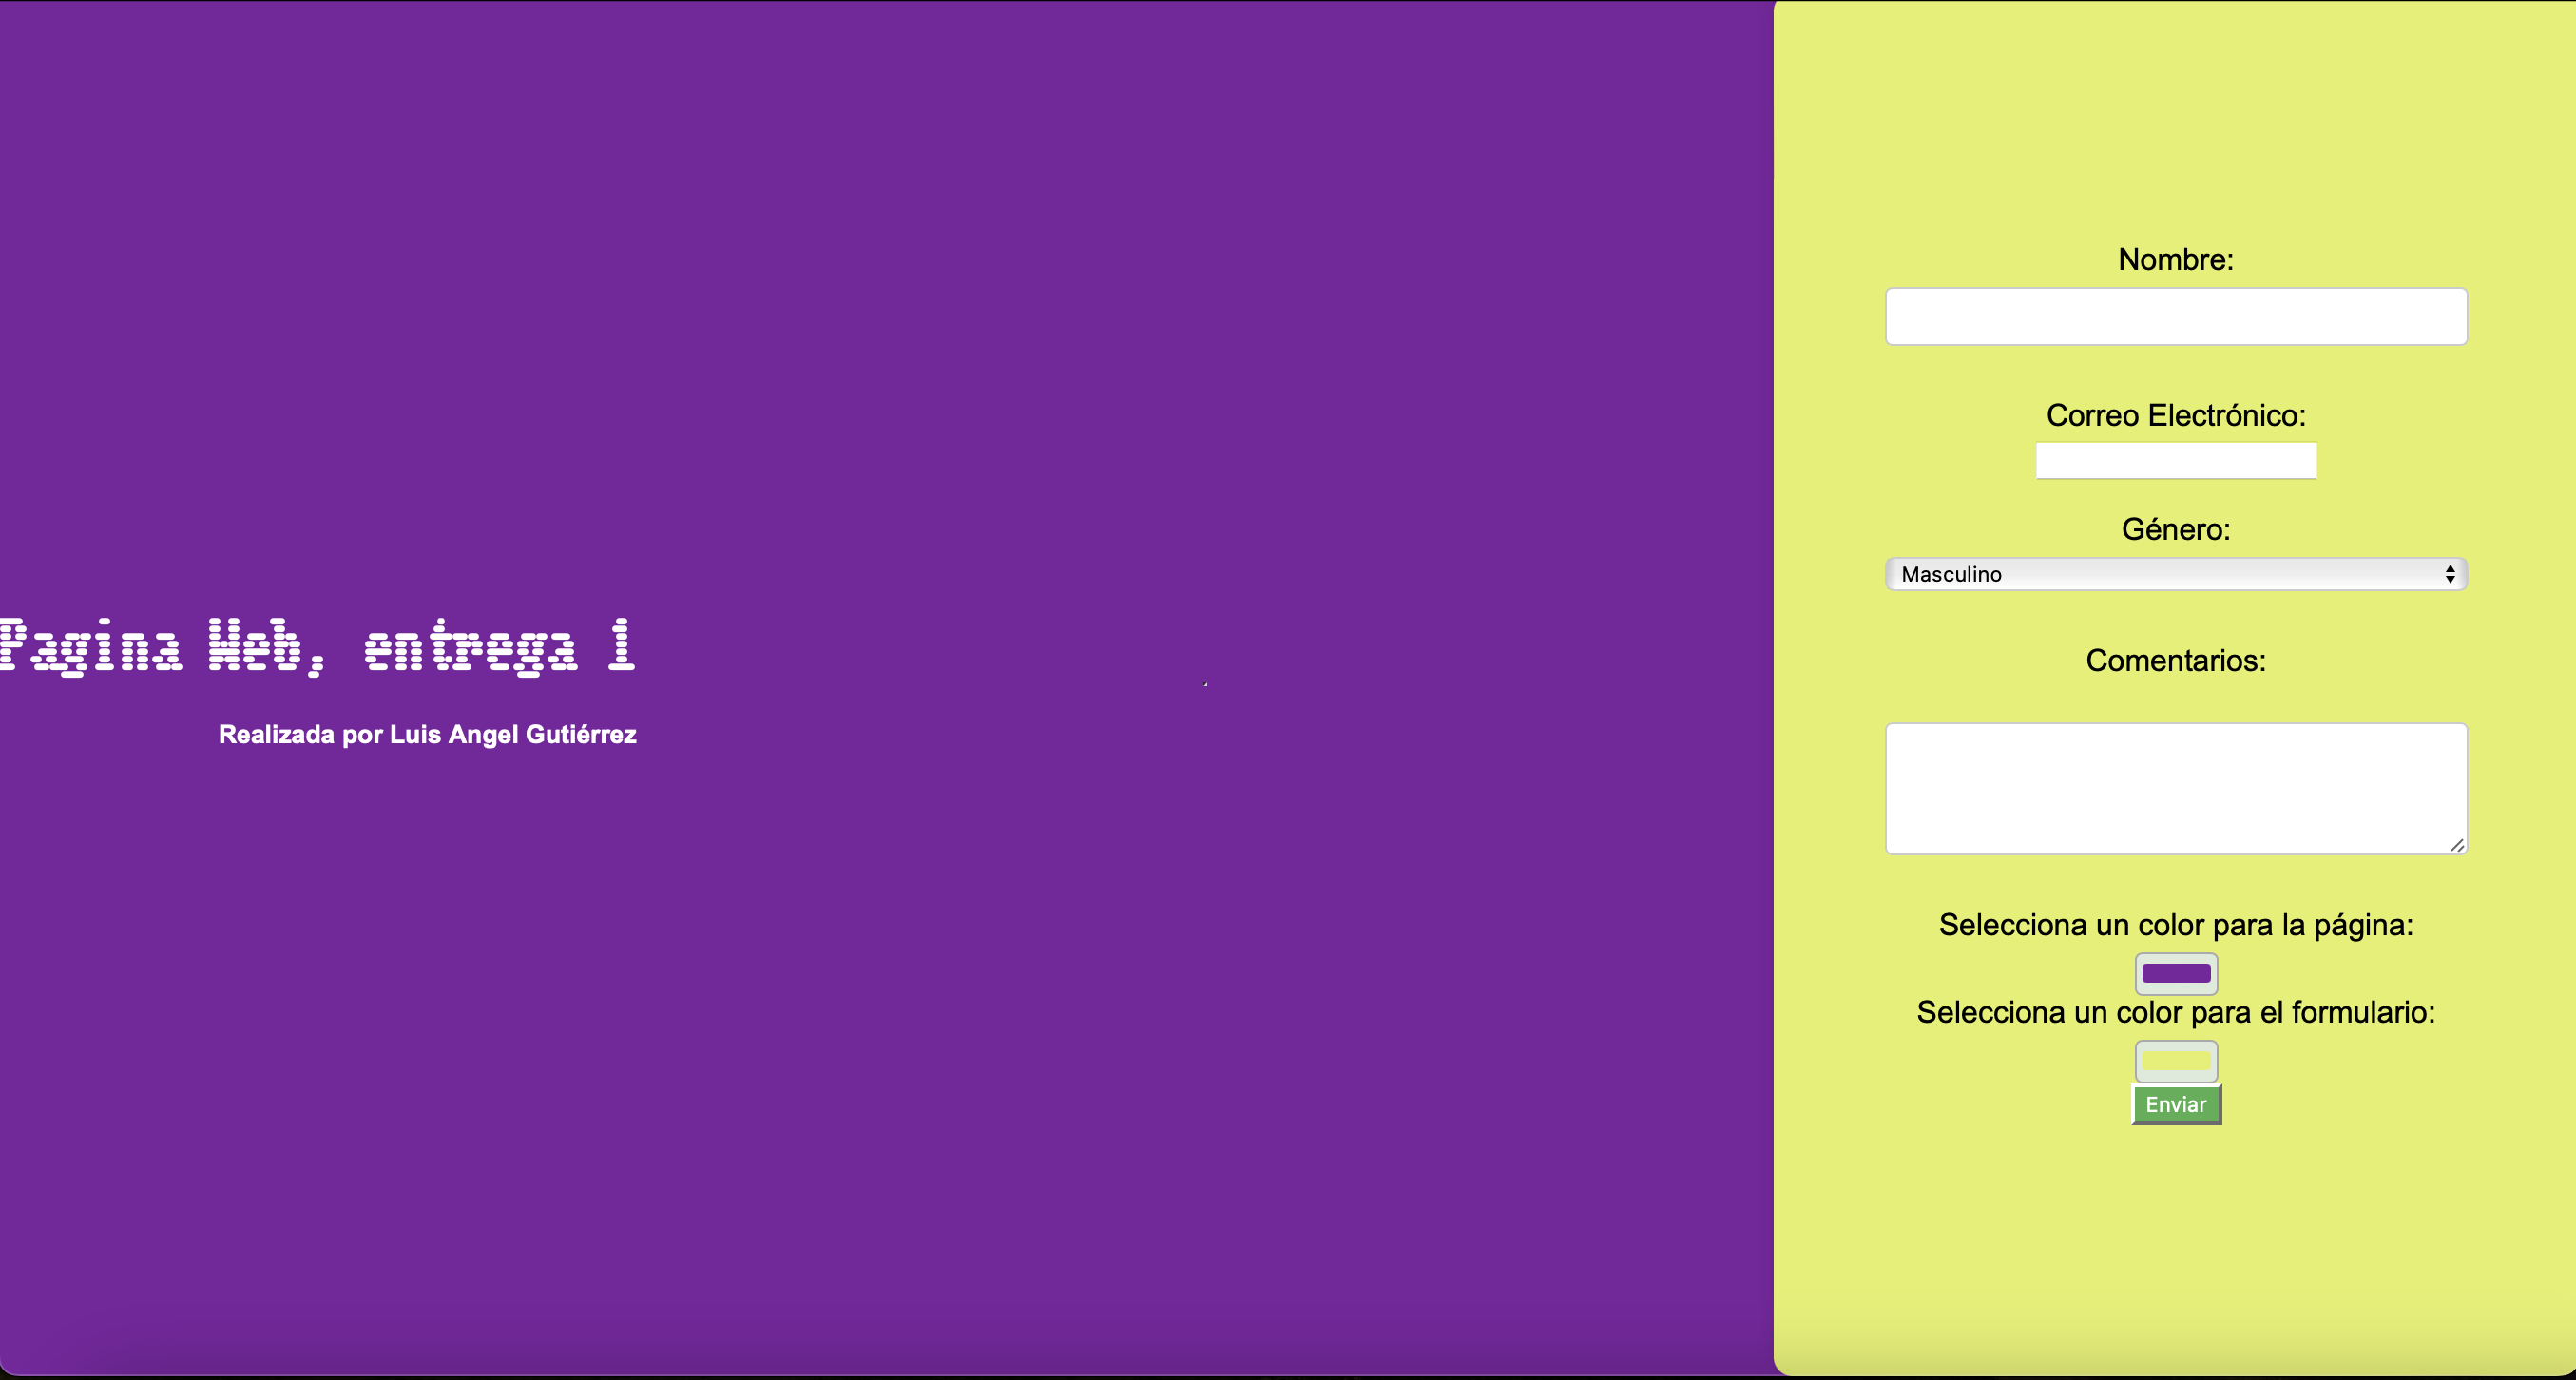 Pagina Web, entrega 1
Realizada por Luis Angel Gutiérrez
Nombre:
Correo Electrónico:
Género:
Masculino
Comentarios:
Selecciona un color para la página:
Selecciona un color para el formulario:
Enviar